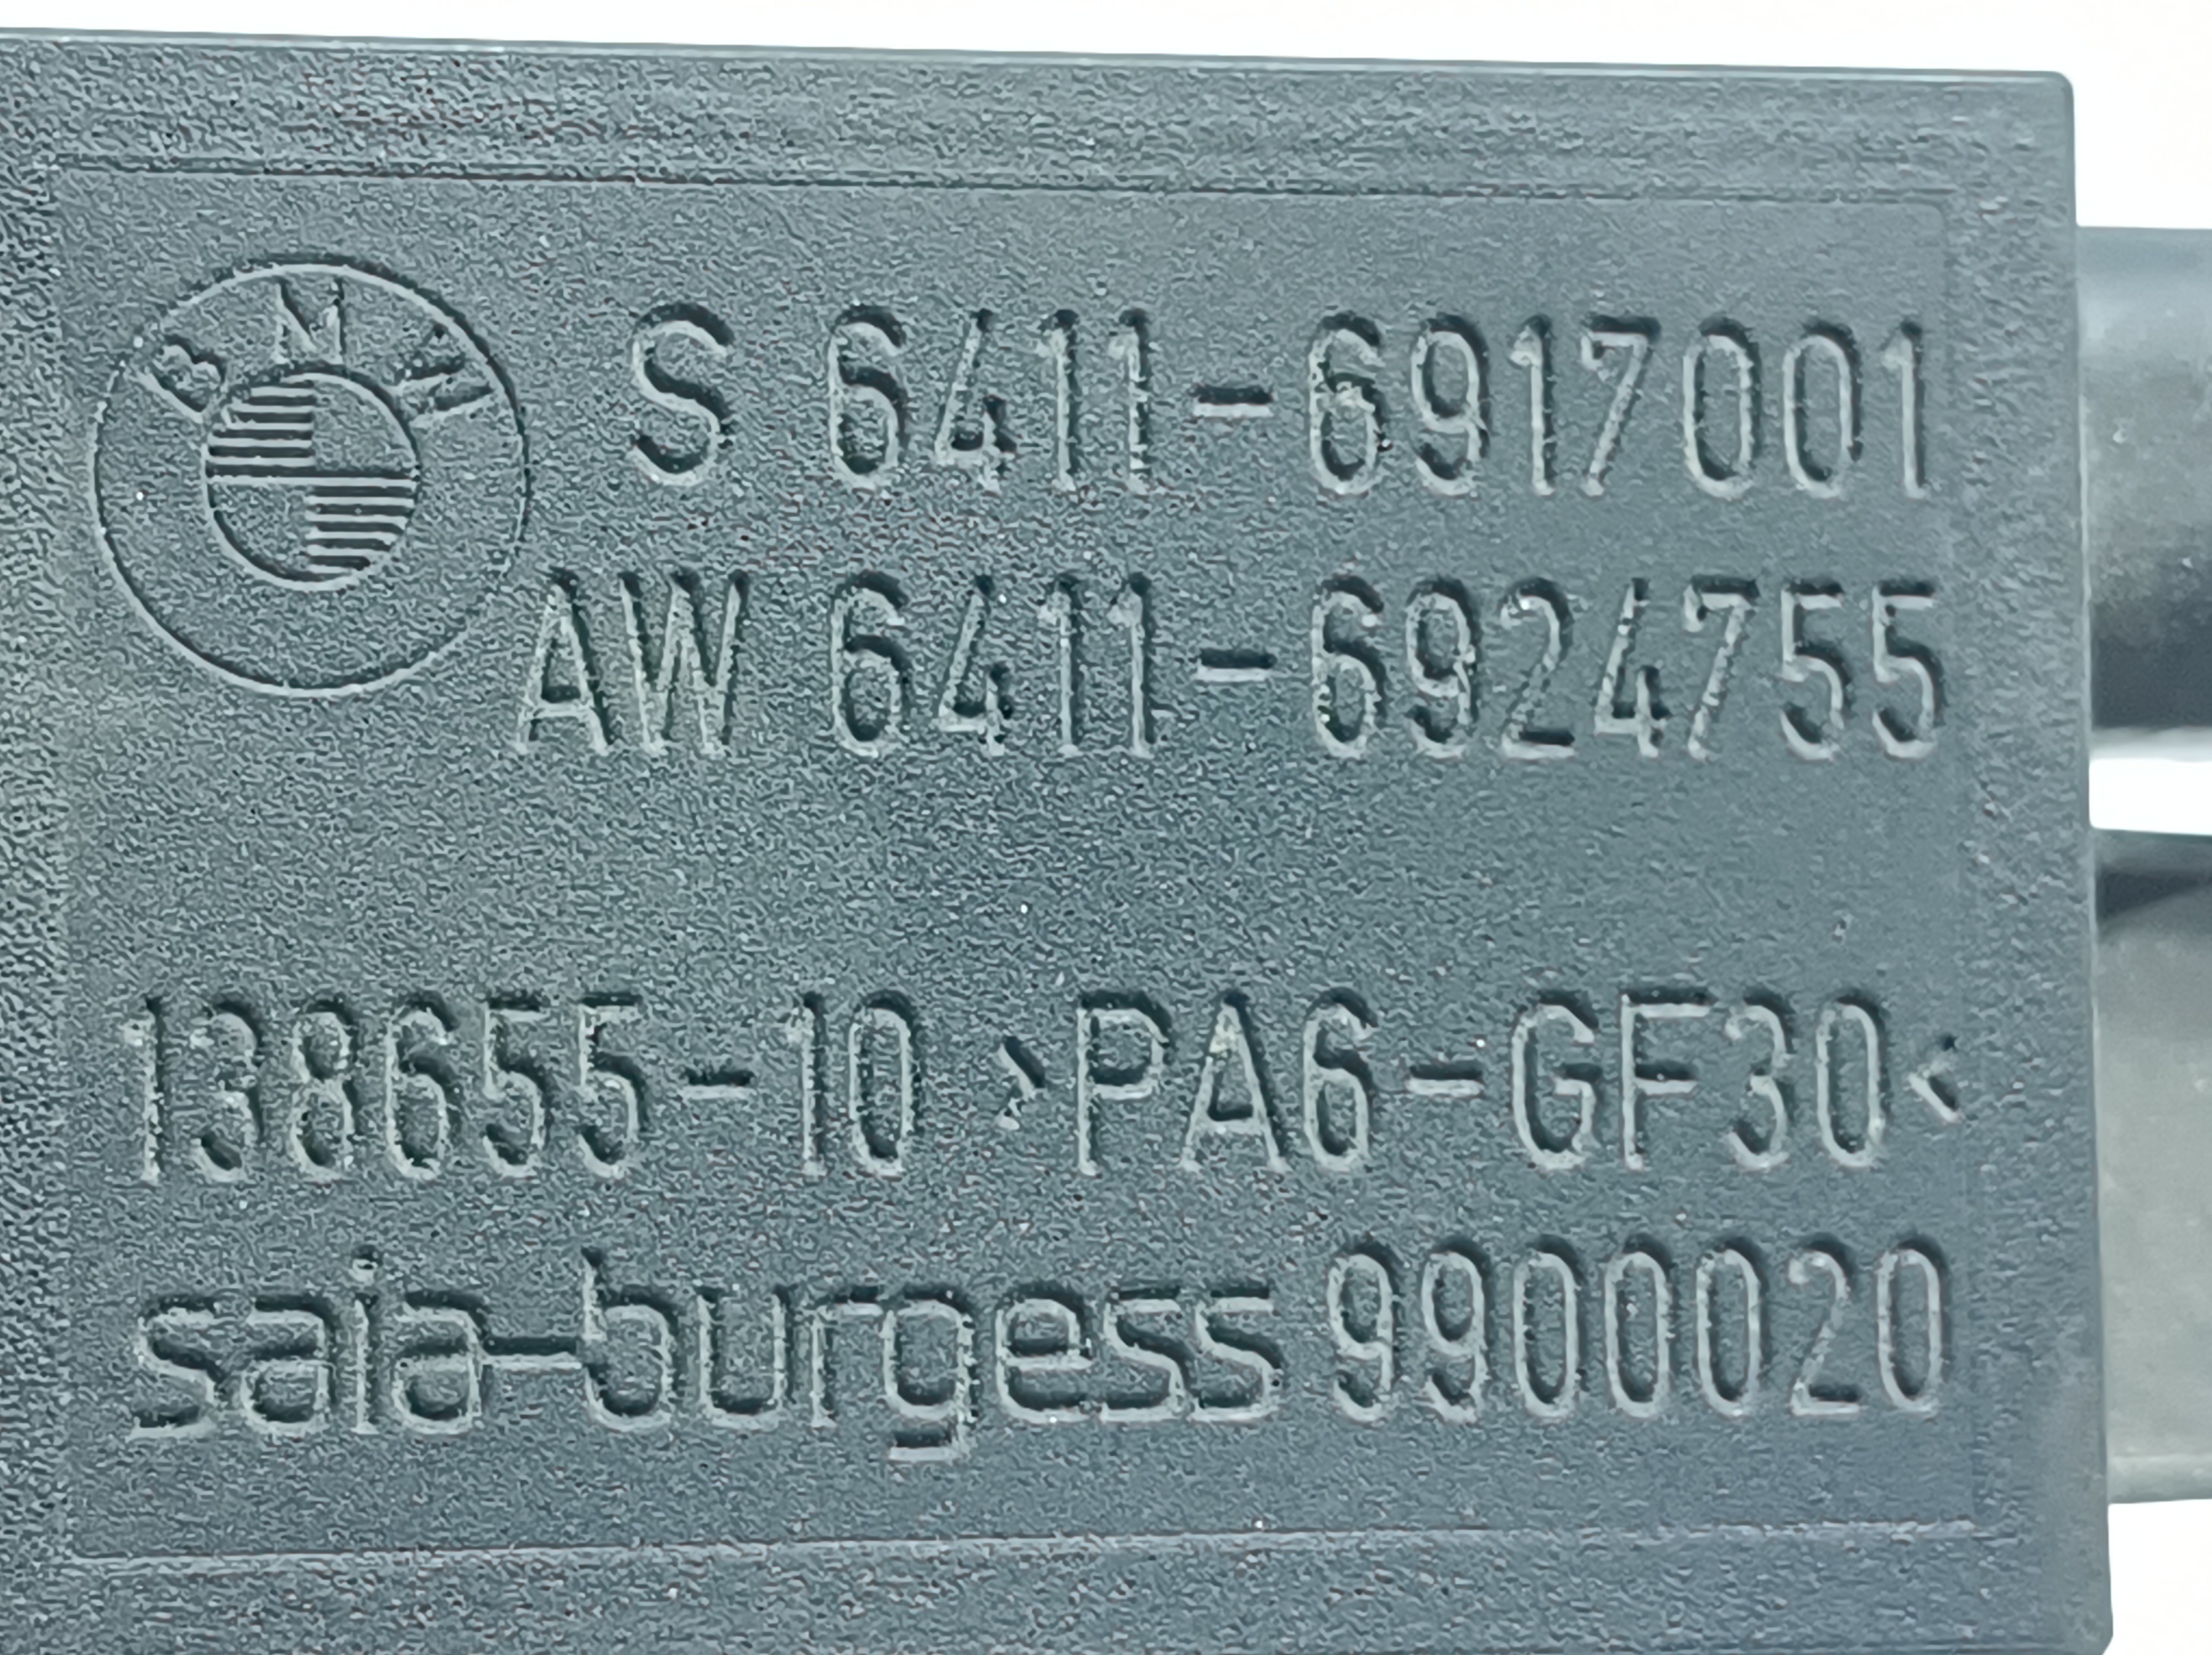 BMW
S 6411-6917001
AW 6411-6924755
138655-10 >PA6-GF30<
saia-burgess 9900020